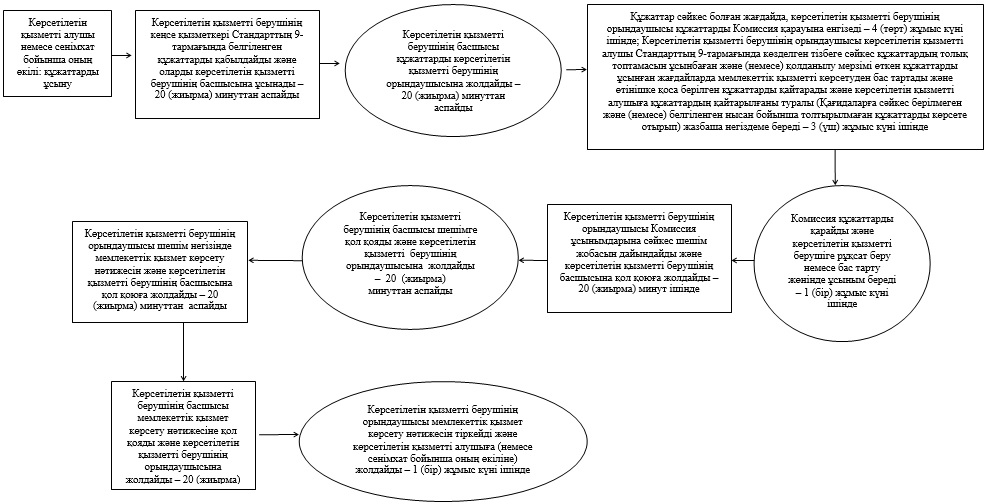 Көрсетілетін
қызметті алушы
немесе сенімхат
бойынша оның
өкілі: құжаттарды
ұсыну
Көрсетілетін қызметті берушінің
кеңсе қызметкері Стандарттың 9-
тармағында белгіленген
құжаттарды қабылдайды және
оларды көрсетілетін қызметті
берушінің басшысына ұсынады –
20 (жиырма) минуттан аспайды
Көрсетілетін қызметті
берушінің басшысы
құжаттарды көрсетілетін
қызметті берушінің
орындаушысына жолдайды –
20 (жиырма) минуттан
аспайды
Құжаттар сәйкес болған жағдайда, көрсетілетін қызметті берушінің
орындаушысы құжаттарды Комиссия қарауына енгізеді – 4 (төрт) жұмыс күні
ішінде; Көрсетілетін қызметті берушінің орындаушысы көрсетілетін қызметті
алушы Стандарттың 9-тармағында көзделген тізбеге сәйкес құжаттардың толық
топтамасын ұсынбаған және (немесе) қолданылу мерзімі өткен құжаттарды
ұсынған жағдайларда мемлекеттік қызметті көрсетуден бас тартады және
өтінішке қоса берілген құжаттарды қайтарады және көрсетілетін қызметті
алушыға құжаттардың қайтарылғаны туралы (Қағидаларға сәйкес берілмеген
және (немесе) белгіленген нысан бойынша толтырылмаған құжаттарды көрсете
отырып) жазбаша негіздеме береді – 3 (үш) жұмыс күні ішінде
Комиссия құжаттарды
қарайды және
көрсетілетін қызметті
берушіге рұқсат беру
немесе бас тарту
жөнінде ұсыным береді
– 1 (бір) жұмыс күні
ішінде
Көрсетілетін қызметті берушінің
орындаушысы Комиссия
ұсынымдарына сәйкес шешім
жобасын дайындайды және
көрсетілетін қызметті берушінің
басшысына қол қоюға жолдайды –
20 (жиырма) минут ішінде
Көрсетілетін қызметті
берушінің басшысы шешімге
қол қояды және көрсетілетін
қызметті берушінің
орындаушысына жолдайды
– 20 (жиырма)
минуттан аспайды
Көрсетілетін қызметті берушінің
орындаушысы шешім негізінде
мемлекеттік қызмет көрсету
нәтижесін және көрсетілетін
қызметті берушінің басшысына
қол қоюға жолдайды – 20
(жиырма) минуттан аспайды
Көрсетілетін қызметті
берушінің басшысы
мемлекеттік қызмет
көрсету нәтижесіне қол
қояды және көрсетілетін
қызметті берушінің
орындаушысына
жолдайды – 20 (жиырма)
Көрсетілетін қызметті берушінің
орындаушысы мемлекеттік қызмет
көрсету нәтижесін тіркейді және
көрсетілетін қызметті алушыға (немесе
сенімхат бойынша оның өкіліне)
жолдайды – 1 (бір) жұмыс күні ішінде